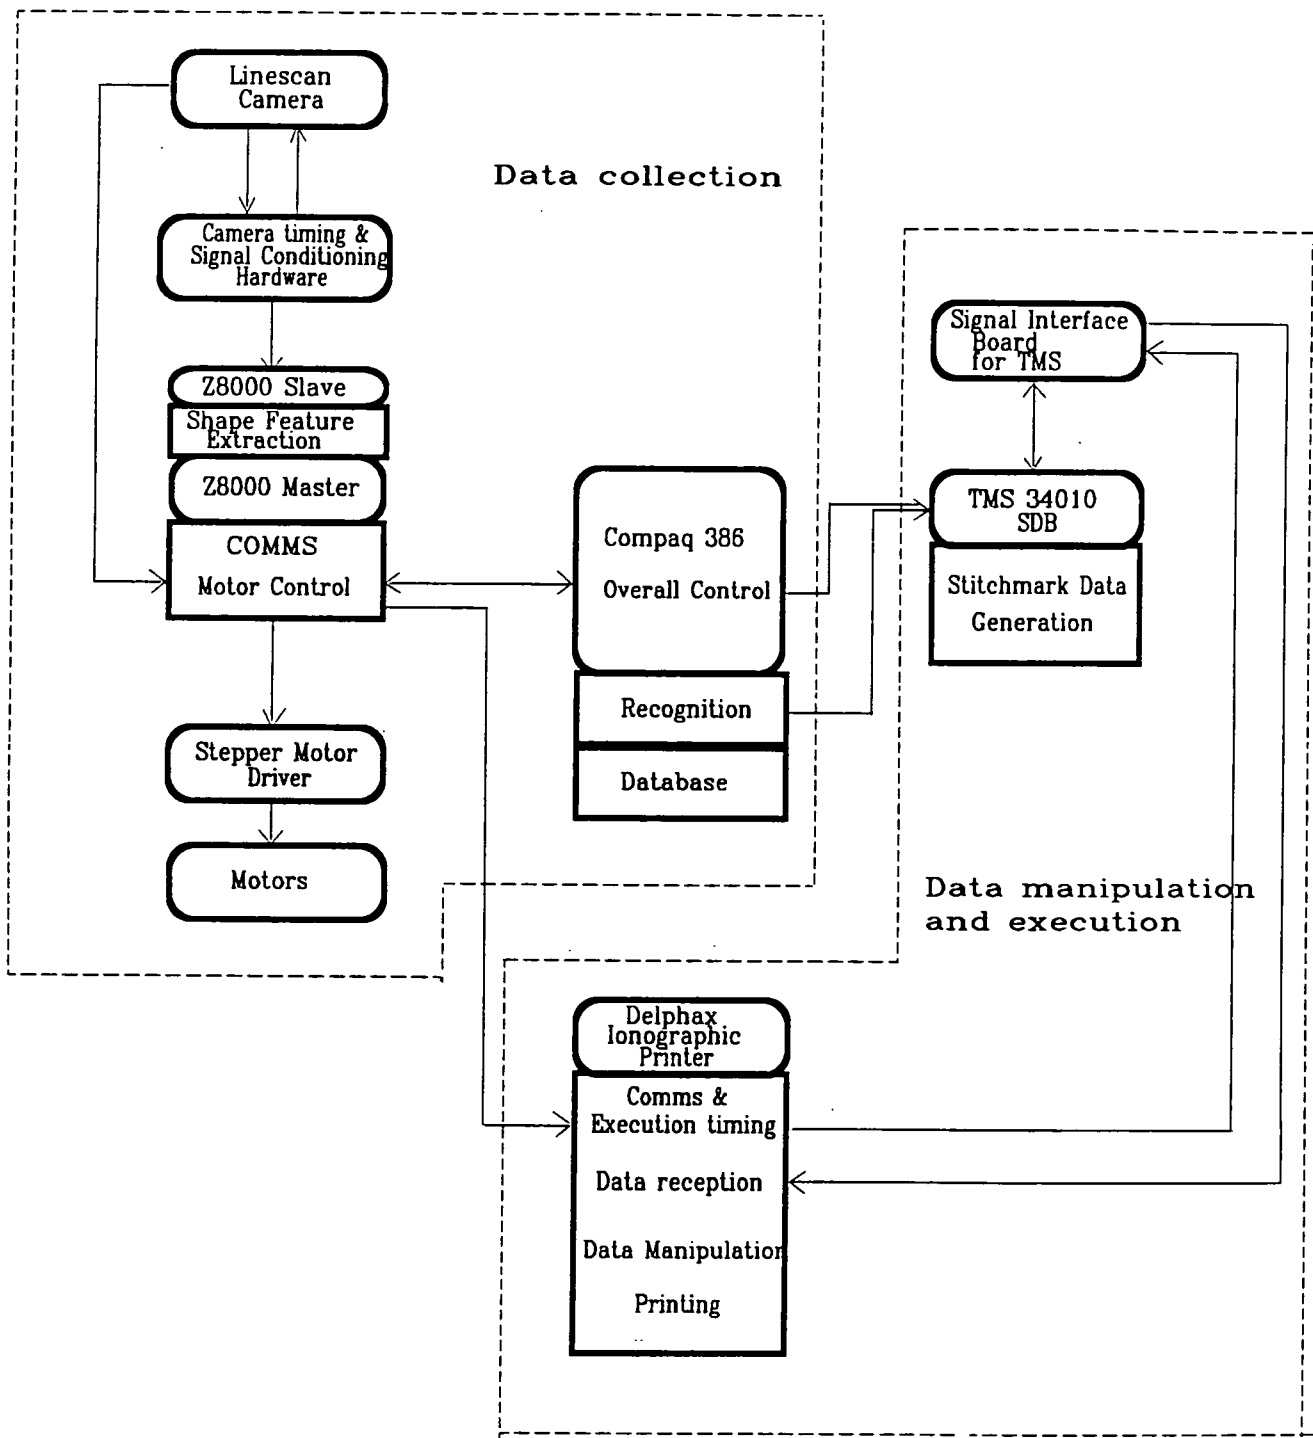 Linescan
Camera
Data collection
Camera timing &
Signal Conditioning
Hardware
Z8000 Slave
Shape Feature
Extraction
Z8000 Master
COMMS
Motor Control
Stepper Motor
Driver
Motors
Compaq 386
Overall Control
Recognition
Database
Signal Interface
Board
for TMS
TMS 34010
SDB
Stitchmark Data
Generation
Data manipulation
and execution
Delphax
Ionographic
Printer
Comms &
Execution timing
Data reception
Data Manipulation
Printing